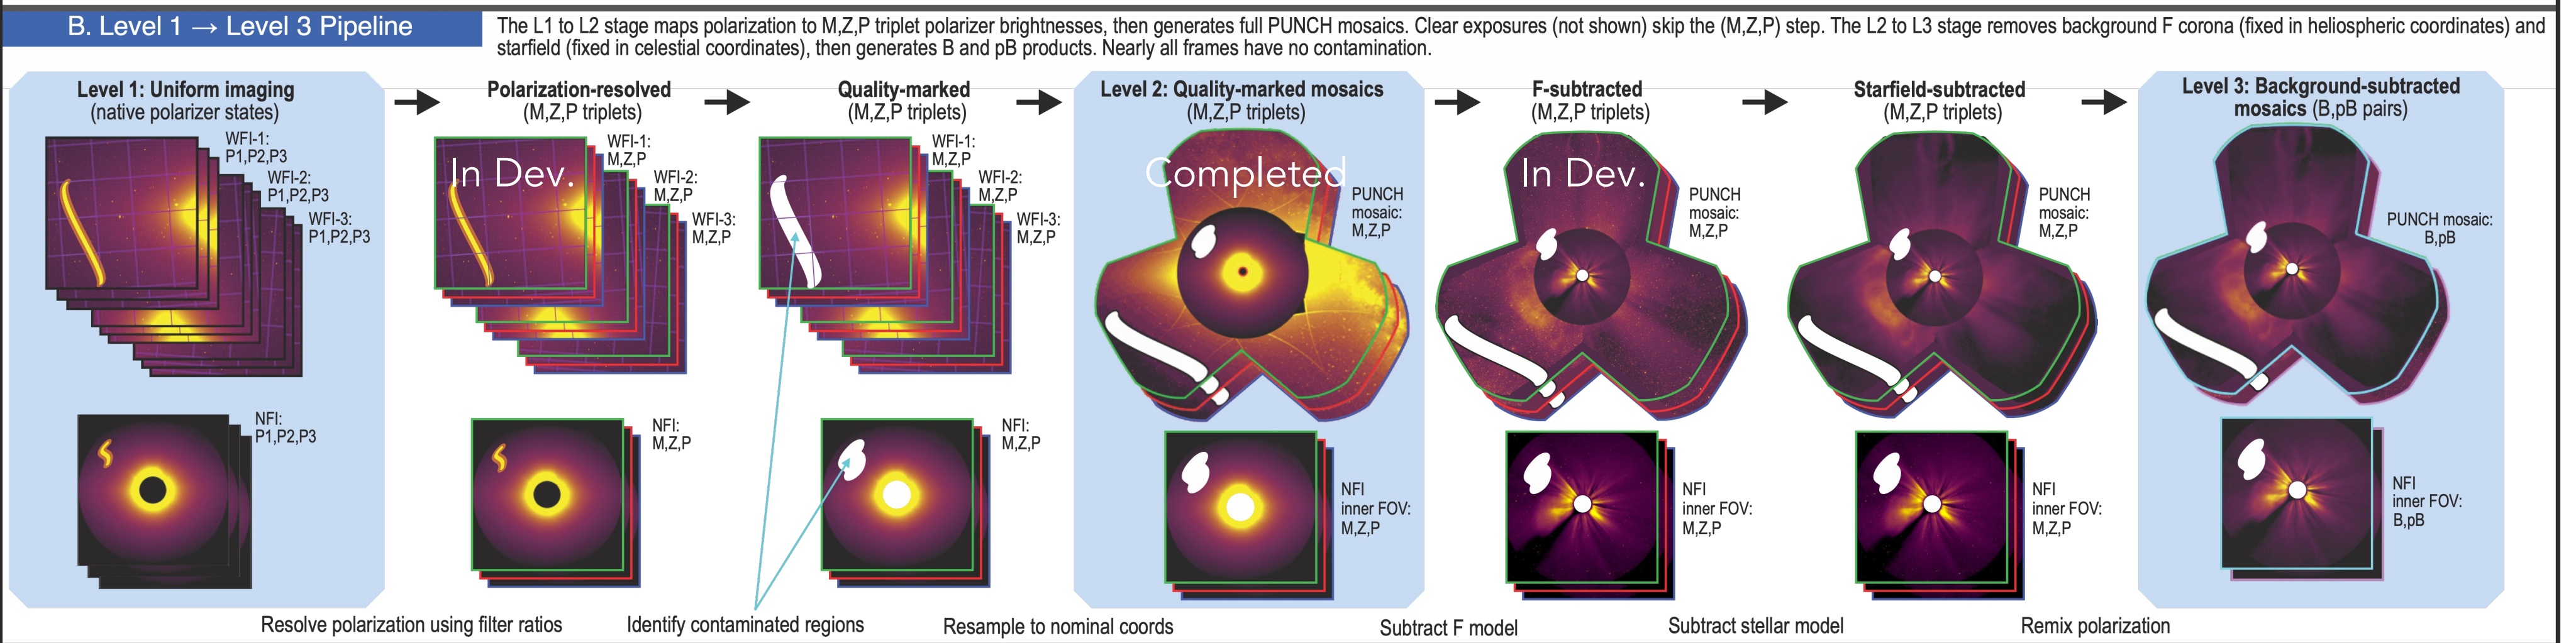 B. Level 1 → Level 3 Pipeline
The L1 to L2 stage maps polarization to M,Z,P triplet polarizer brightnesses, then generates full PUNCH mosaics. Clear exposures (not shown) skip the (M,Z,P) step. The L2 to L3 stage removes background F corona (fixed in heliospheric coordinates) and
starfield (fixed in celestial coordinates), then generates B and pB products. Nearly all frames have no contamination.
Level 1: Uniform imaging
(native polarizer states)
WFI-1:
P1,P2,P3
WFI-2:
P1,P2,P3
WFI-3:
P1,P2,P3
NFI:
P1,P2,P3
Polarization-resolved
(M,Z,P triplets)
In Dev.
WFI-1:
M,Z,P
WFI-2:
M,Z,P
WFI-3:
M,Z,P
NFI:
M,Z,P
Quality-marked
(M,Z,P triplets)
WFI-1:
M,Z,P
WFI-2:
M,Z,P
WFI-3:
M,Z,P
NFI:
M,Z,P
Level 2: Quality-marked mosaics
(M,Z,P triplets)
Completed
PUNCH
mosaic:
M,Z,P
NFI
inner FOV:
M,Z,P
F-subtracted
(M,Z,P triplets)
In Dev.
PUNCH
mosaic:
M,Z,P
NFI
inner FOV:
M,Z,P
Starfield-subtracted
(M,Z,P triplets)
PUNCH
mosaic:
M,Z,P
NFI
inner FOV:
M,Z,P
Level 3: Background-subtracted
mosaics (B,pB pairs)
PUNCH mosaic:
B,pB
NFI
inner FOV:
B,pB
Resolve polarization using filter ratios
Identify contaminated regions
Resample to nominal coords
Subtract F model
Subtract stellar model
Remix polarization